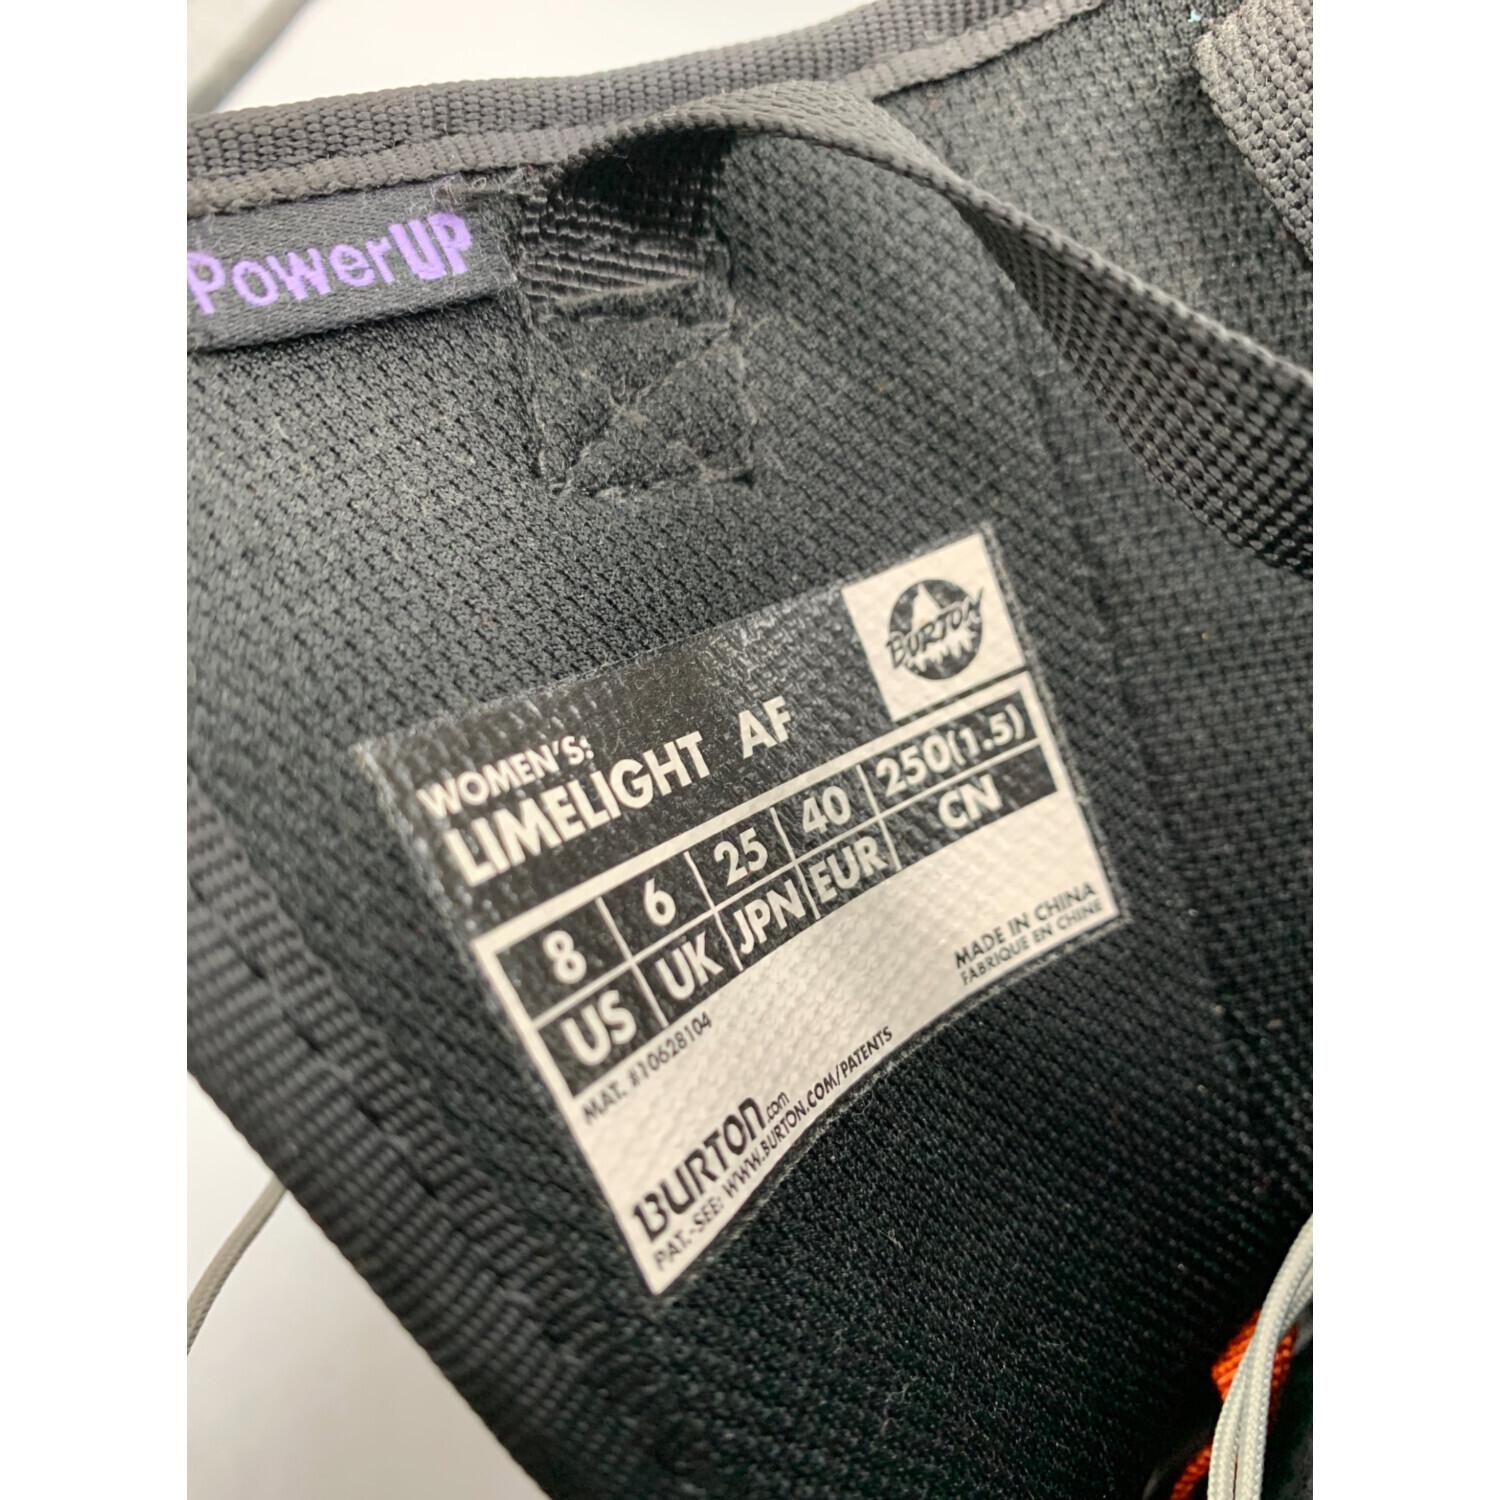 PowerUP
BURTON
WOMEN'S:
LIMELIGHT AF
8 6 25 40 250(1.5)
US UK JPN EUR CN
MAT. #10628104
MADE IN CHINA
FABRIQUE EN CHINE
BURTON.com
PAT.-SEE: WWW.BURTON.COM/PATENTS